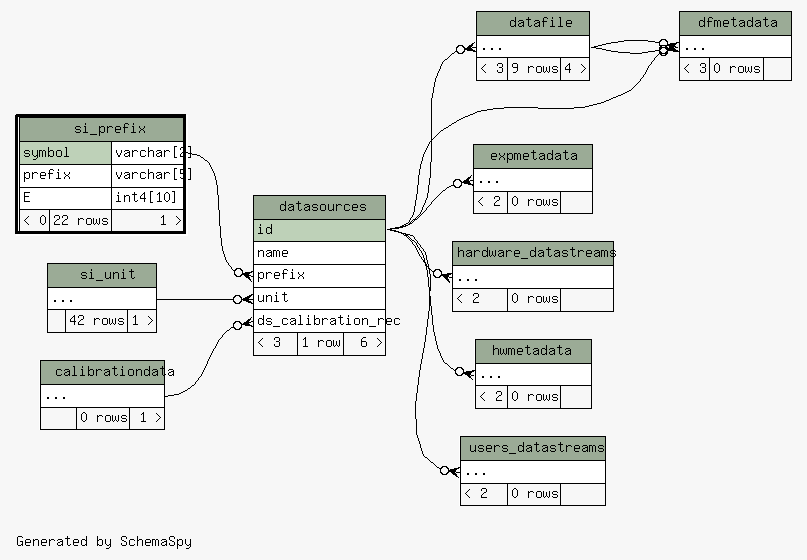 datafile
...
< 3 9 rows 4 >
dfmetadata
...
< 3 0 rows
si_prefix
symbol varchar[2]
prefix varchar[5]
E int4[10]
< 0 22 rows 1 >
expmetadata
...
< 2 0 rows
datasources
id
name
prefix
unit
ds_calibration_rec
< 3 1 row 6 >
hardware_datastreams
...
< 2 0 rows
si_unit
...
42 rows 1 >
hwmetadata
...
< 2 0 rows
calibrationdata
...
0 rows 1 >
users_datastreams
...
< 2 0 rows
Generated by SchemaSpy